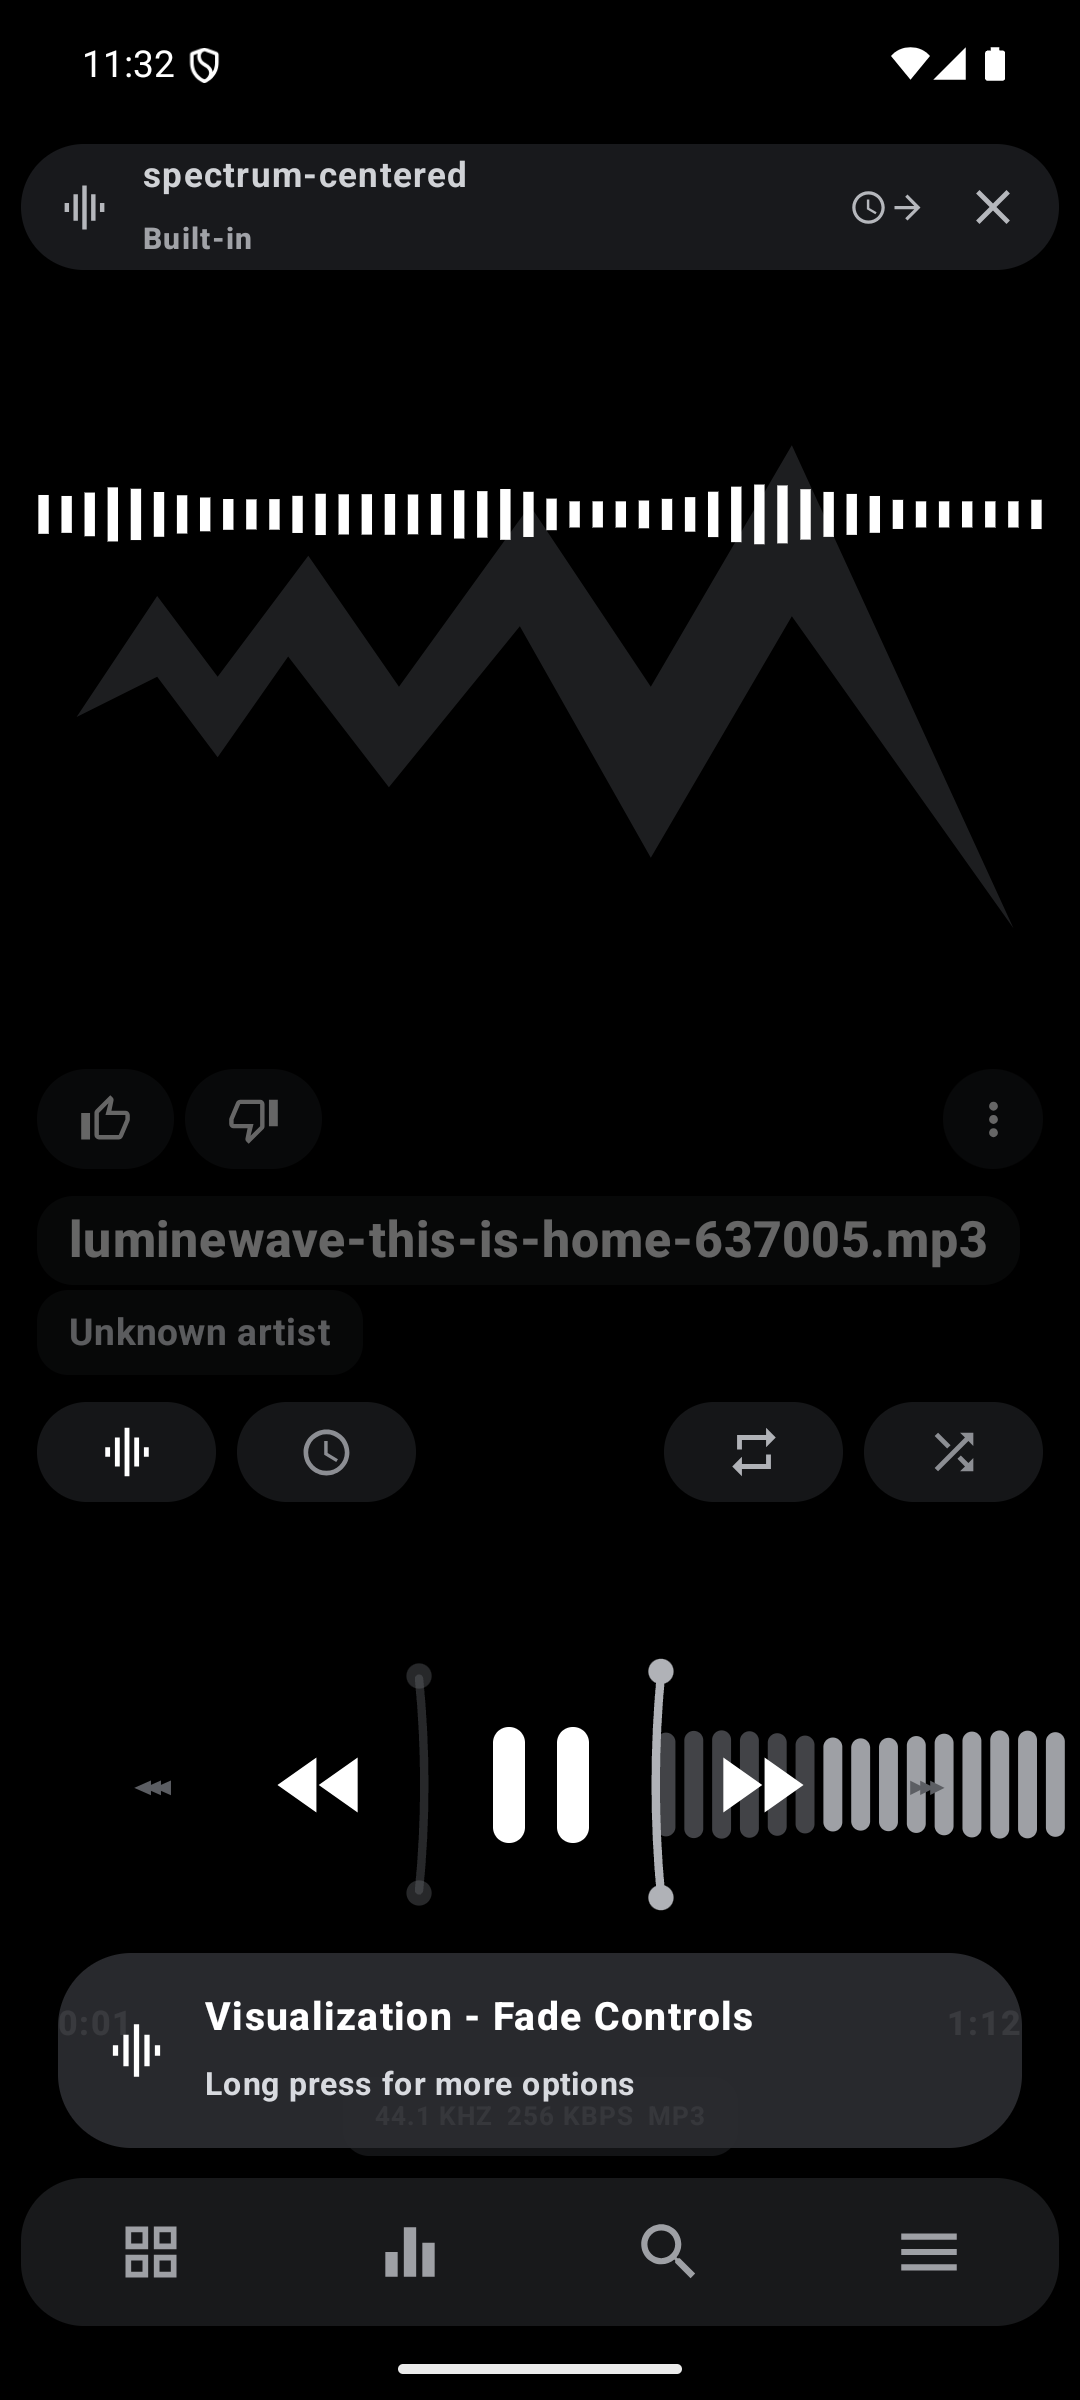 11:32
spectrum-centered
Built-in
luminewave-this-is-home-637005.mp3
Unknown artist
Visualization - Fade Controls
0:01
1:12
Long press for more options
44.1 KHZ 256 KBPS MP3